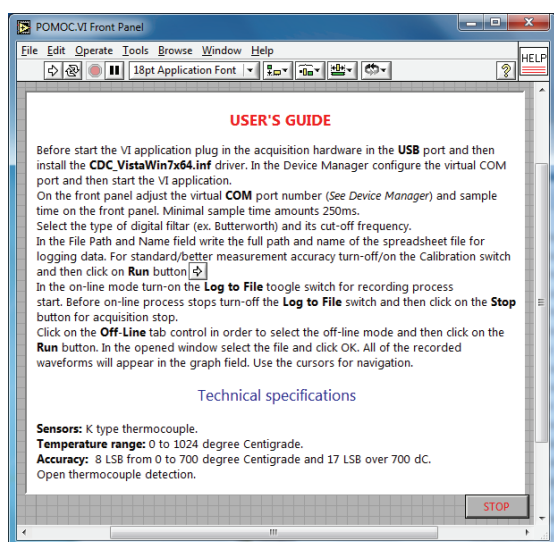 POMOC.VI Front Panel
File Edit Operate Tools Browse Window Help
18pt Application Font
HELP
USER'S GUIDE
Before start the VI application plug in the acquisition hardware in the USB port and then
install the CDC_VistaWin7x64.inf driver. In the Device Manager configure the virtual COM
port and then start the VI application.
On the front panel adjust the virtual COM port number (See Device Manager) and sample
time on the front panel. Minimal sample time amounts 250ms.
Select the type of digital filtar (ex. Butterworth) and its cut-off frequency.
In the File Path and Name field write the full path and name of the spreadsheet file for
logging data. For standard/better measurement accuracy turn-off/on the Calibration switch
and then click on Run button
In the on-line mode turn-on the Log to File toogle switch for recording process
start. Before on-line process stops turn-off the Log to File switch and then click on the Stop
button for acquisition stop.
Click on the Off-Line tab control in order to select the off-line mode and then click on the
Run button. In the opened window select the file and click OK. All of the recorded
waveforms will appear in the graph field. Use the cursors for navigation.
Technical specifications
Sensors: K type thermocouple.
Temperature range: 0 to 1024 degree Centigrade.
Accuracy: 8 LSB from 0 to 700 degree Centigrade and 17 LSB over 700 dC.
Open thermocouple detection.
STOP